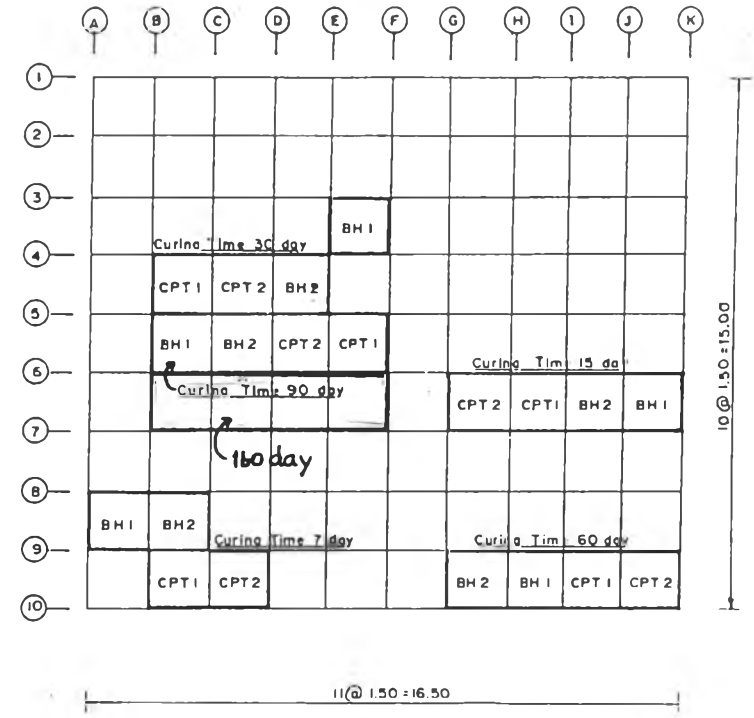 A B C D E F G H I J K
1
2
3
BH 1
Curing Time 30 day
4
CPT 1 CPT 2 BH 2
5
BH 1 BH 2 CPT 2 CPT 1
Curing Tim 15 da
6
Curing Time 90 day
CPT 2 CPT 1 BH 2 BH 1
7
160 day
8
BH 1 BH 2
Curing Time 7 day
Curing Tim 60 day
9
CPT 1 CPT 2
BH 2 BH 1 CPT 1 CPT 2
10
10 @ 1.50 = 15.00
11 @ 1.50 = 16.50